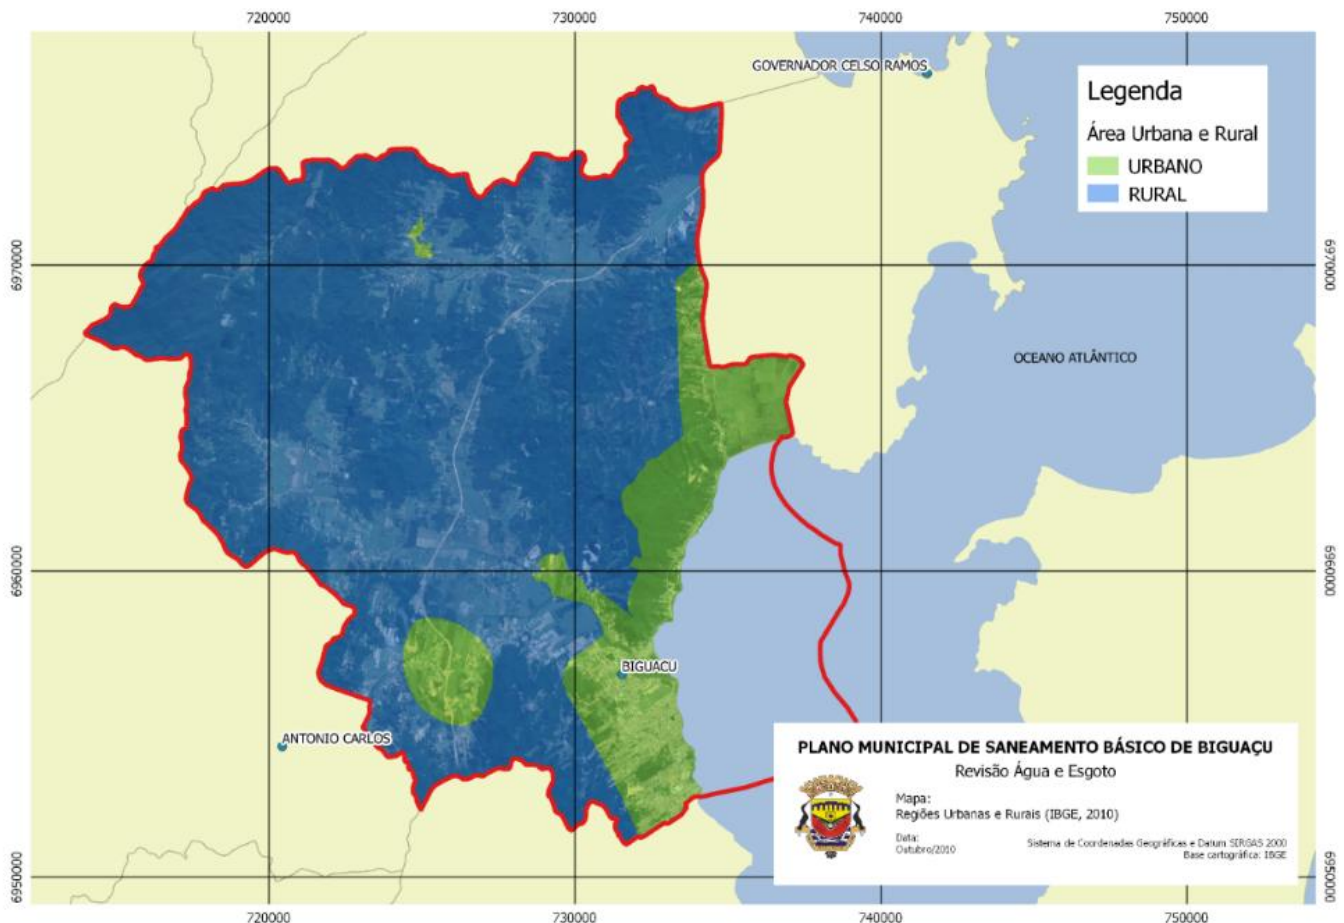 720000
730000
740000
750000
GOVERNADOR CELSO RAMOS
Legenda
Área Urbana e Rural
URBANO
RURAL
6970000
6970000
OCEANO ATLÂNTICO
6960000
6960000
BIGUACU
ANTONIO CARLOS
PLANO MUNICIPAL DE SANEAMENTO BÁSICO DE BIGUAÇU
Revisão Água e Esgoto
Mapa:
Regiões Urbanas e Rurais (IBGE, 2010)
Data:
Outubro/2010
Sistema de Coordenadas Geográficas e Datum SIRGAS 2000
Base cartográfica: IBGE
6950000
6950000
720000
730000
740000
750000